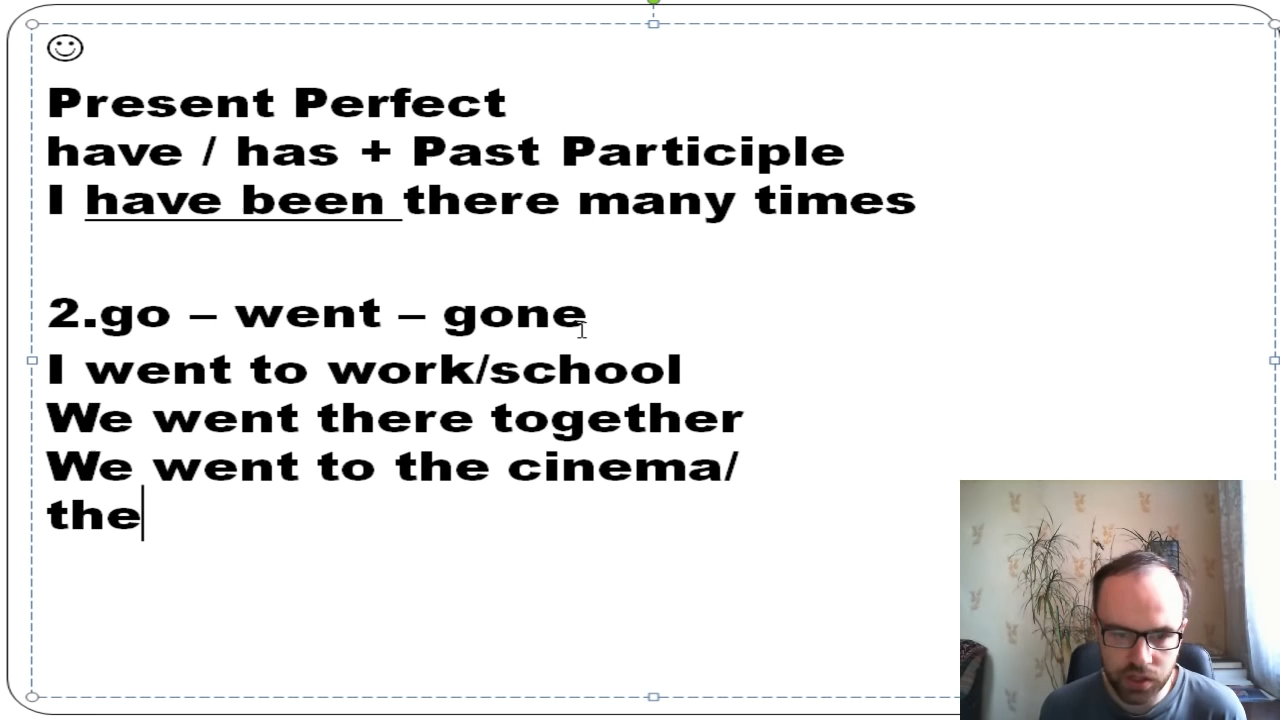 Present Perfect
have / has + Past Participle
I have been there many times
2.go – went – gone
I went to work/school
We went there together
We went to the cinema/
the